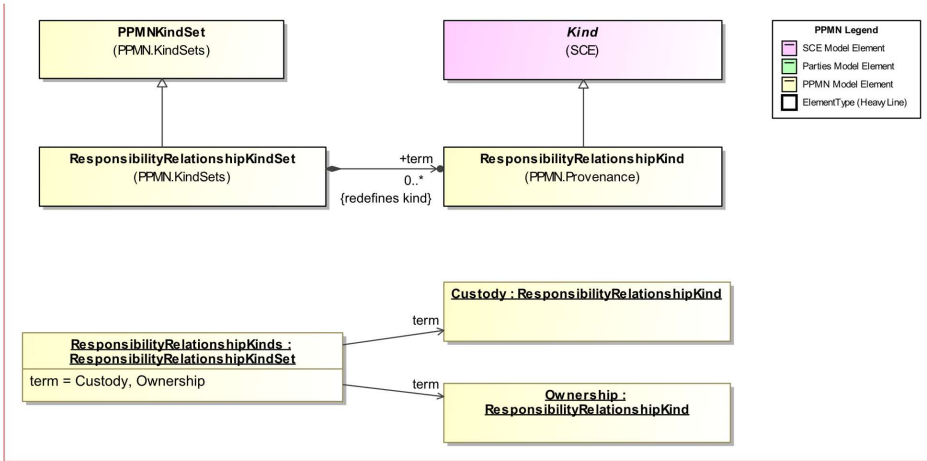 PPMNKindSet
(PPMN.KindSets)
Kind
(SCE)
PPMN Legend
SCE Model Element
Parties Model Element
PPMN Model Element
ElementType (Heavy Line)
ResponsibilityRelationshipKindSet
(PPMN.KindSets)
+term
0..*
{redefines kind}
ResponsibilityRelationshipKind
(PPMN.Provenance)
Custody : ResponsibilityRelationshipKind
term
ResponsibilityRelationshipKinds :
ResponsibilityRelationshipKindSet
term = Custody, Ownership
term
Ownership :
ResponsibilityRelationshipKind